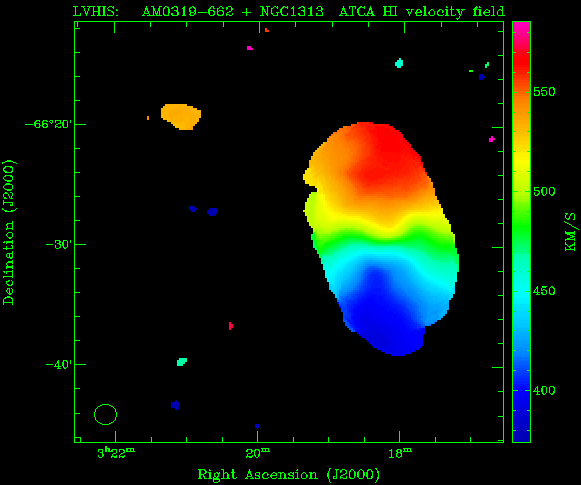 LVHIS: AM0319-662 + NGC1313 ATCA HI velocity field
550
-66°20'
500
-30'
450
-40'
400
3h22m 20m 18m
Right Ascension (J2000)
Declination (J2000)
KM/S